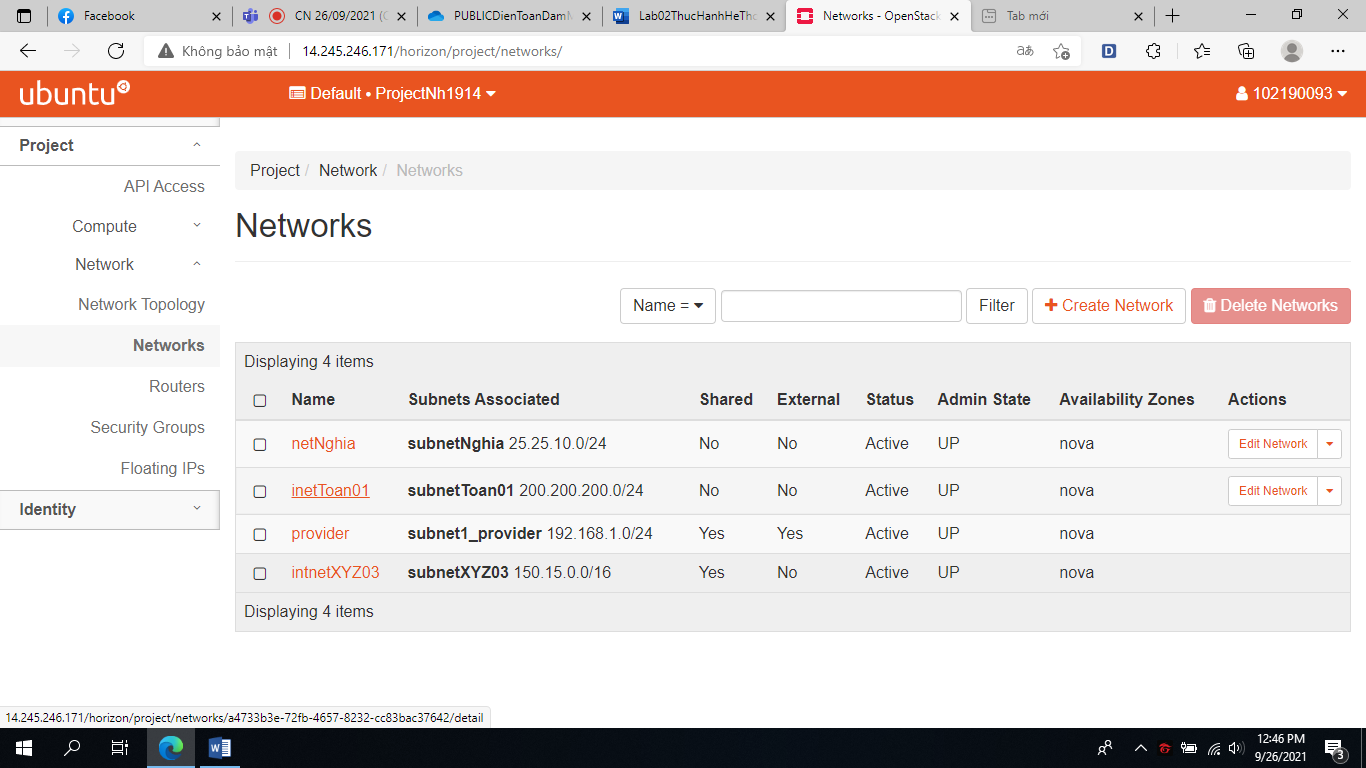 Facebook
CN 26/09/2021 (C
PUBLICDienToanDamM
Lab02ThucHanhHeTho
Networks - OpenStack
Tab mới
Không bảo mật
14.245.246.171/horizon/project/networks/
ubuntu
Default • ProjectNh1914
102190093
Project
API Access
Compute
Network
Network Topology
Networks
Routers
Security Groups
Floating IPs
Identity
Project / Network / Networks
Networks
Name =
Filter
Create Network
Delete Networks
Displaying 4 items
Name Subnets Associated Shared External Status Admin State Availability Zones Actions
netNghia subnetNghia 25.25.10.0/24 No No Active UP nova Edit Network
inetToan01 subnetToan01 200.200.200.0/24 No No Active UP nova Edit Network
provider subnet1_provider 192.168.1.0/24 Yes Yes Active UP nova
intnetXYZ03 subnetXYZ03 150.15.0.0/16 Yes No Active UP nova
Displaying 4 items
14.245.246.171/horizon/project/networks/a4733b3e-72fb-4657-8232-cc83bac37642/detail
12:46 PM
9/26/2021
3